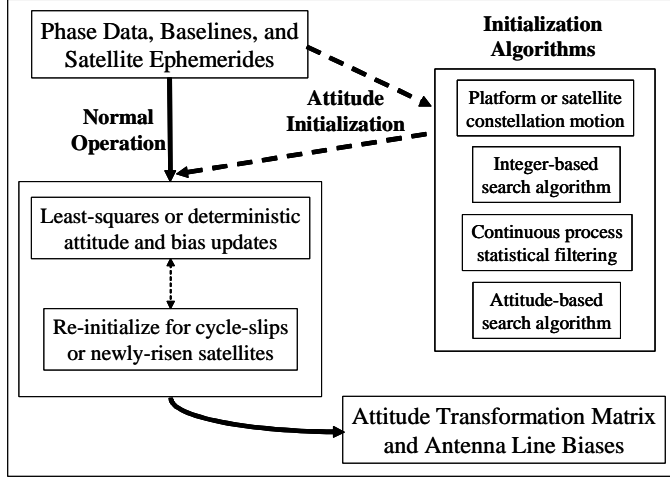 Phase Data, Baselines, and
Satellite Ephemerides
Initialization
Algorithms
Normal
Operation
Attitude
Initialization
Platform or satellite
constellation motion
Integer-based
search algorithm
Continuous process
statistical filtering
Attitude-based
search algorithm
Least-squares or deterministic
attitude and bias updates
Re-initialize for cycle-slips
or newly-risen satellites
Attitude Transformation Matrix
and Antenna Line Biases